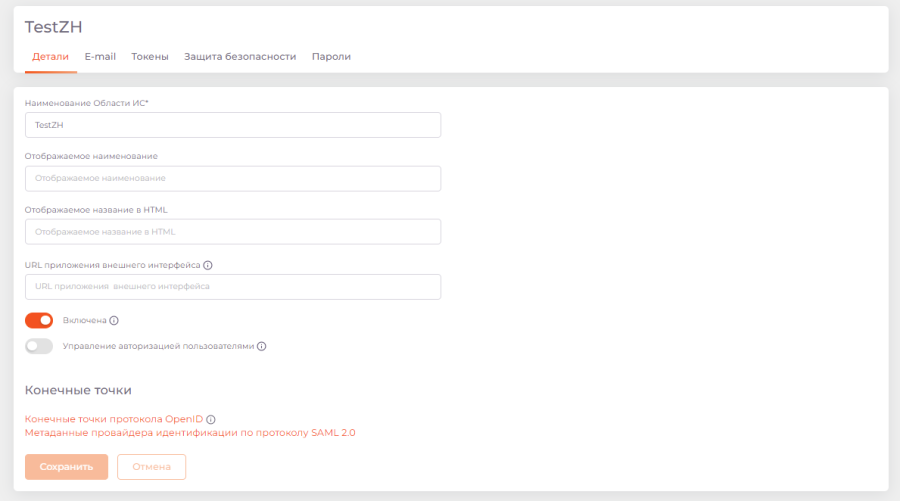 TestZH
Детали E-mail Токены Защита безопасности Пароли
Наименование Области ИС*
TestZH
Отображаемое наименование
Отображаемое наименование
Отображаемое название в HTML
Отображаемое название в HTML
URL приложения внешнего интерфейса
URL приложения внешнего интерфейса
Включена
Управление авторизацией пользователями
Конечные точки
Конечные точки протокола OpenID
Метаданные провайдера идентификации по протоколу SAML 2.0
Сохранить Отмена